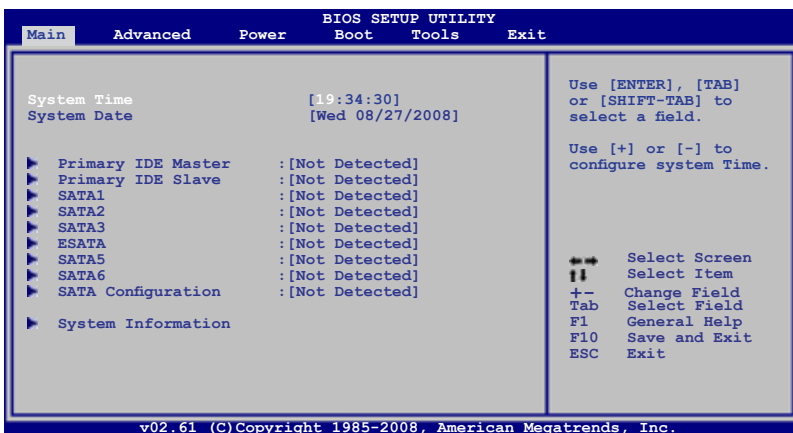 BIOS SETUP UTILITY
Main Advanced Power Boot Tools Exit
System Time [19:34:30]
System Date [Wed 08/27/2008]
Primary IDE Master :[Not Detected]
Primary IDE Slave :[Not Detected]
SATA1 :[Not Detected]
SATA2 :[Not Detected]
SATA3 :[Not Detected]
ESATA :[Not Detected]
SATA5 :[Not Detected]
SATA6 :[Not Detected]
SATA Configuration :[Not Detected]
System Information
Use [ENTER], [TAB]
or [SHIFT-TAB] to
select a field.
Use [+] or [-] to
configure system Time.
←→ Select Screen
↑↓ Select Item
+- Change Field
Tab Select Field
F1 General Help
F10 Save and Exit
ESC Exit
v02.61 (C)Copyright 1985-2008, American Megatrends, Inc.